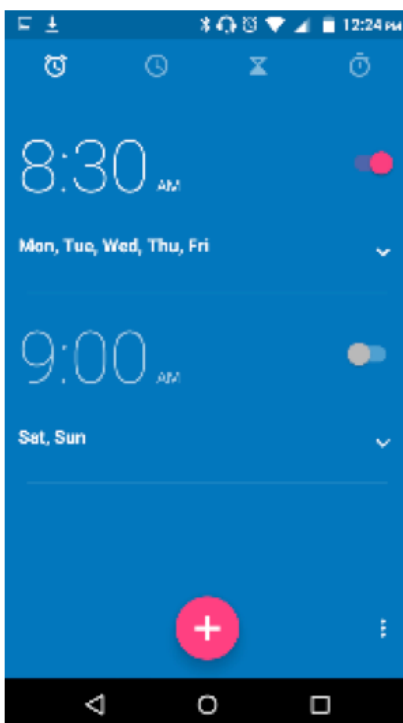 12:24 PM
8:30 AM
Mon, Tue, Wed, Thu, Fri
9:00 AM
Sat, Sun